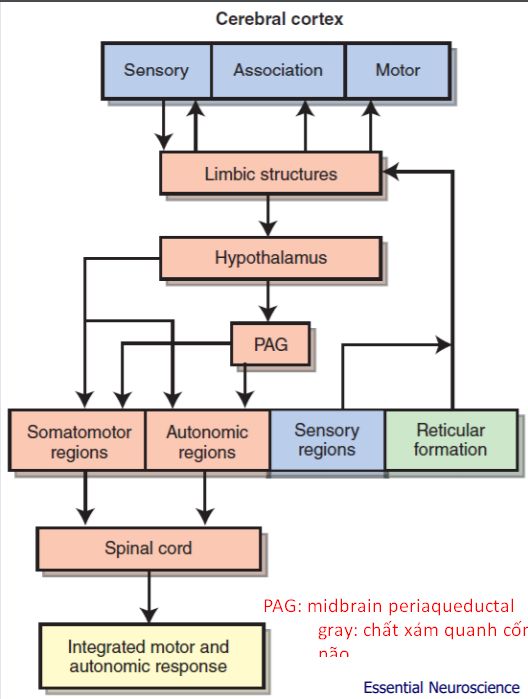 Cerebral cortex
Sensory
Association
Motor
Limbic structures
Hypothalamus
PAG
Somatomotor
regions
Autonomic
regions
Sensory
regions
Reticular
formation
Spinal cord
Integrated motor and
autonomic response
PAG: midbrain periaqueductal
gray: chất xám quanh
não
Essential Neuroscience